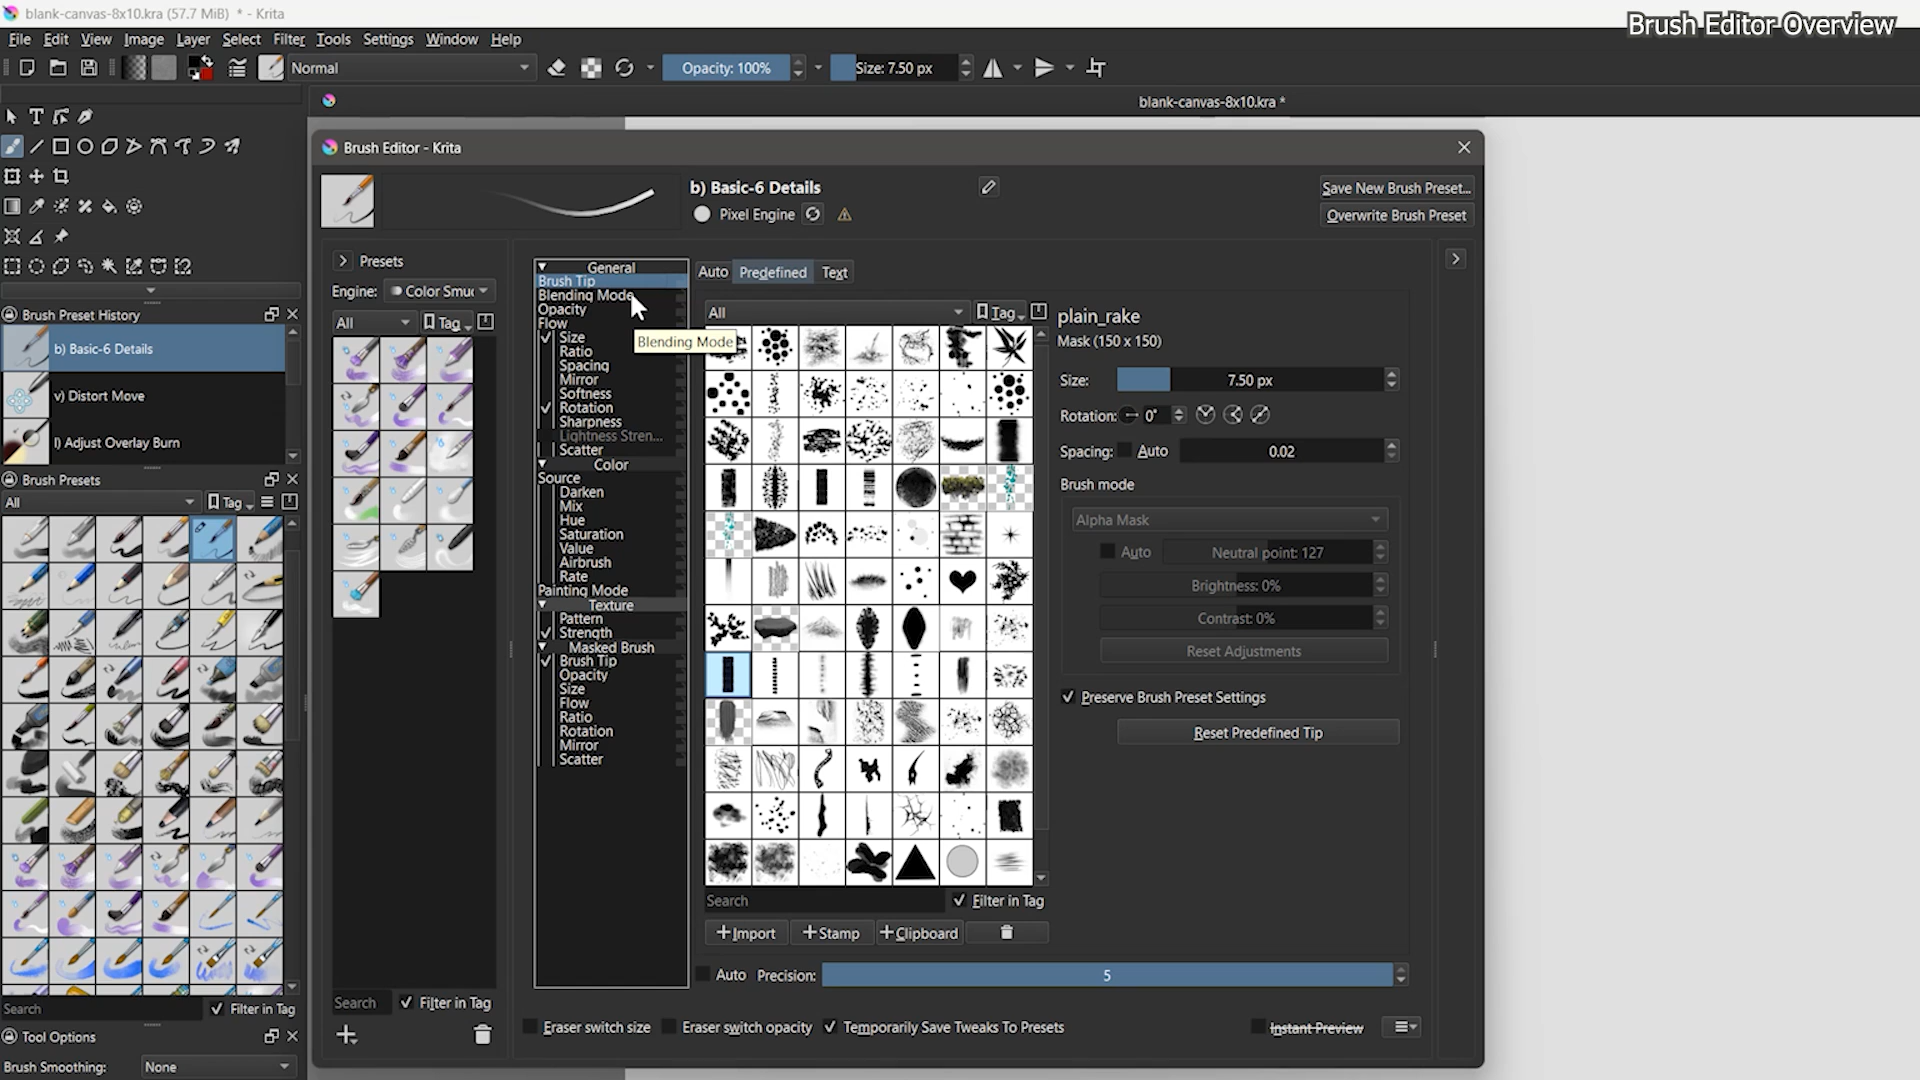 blank-canvas-8x10.kra (57.7 MiB) * - Krita
Brush Editor Overview
File Edit View Image Layer Select Filter Tools Settings Window Help
Normal Opacity: 100% Size: 7.50 px
blank-canvas-8x10.kra *
Brush Editor - Krita
b) Basic-6 Details
Save New Brush Preset...
Pixel Engine
Overwrite Brush Preset
Brush Preset History
b) Basic-6 Details
v) Distort Move
l) Adjust Overlay Burn
Brush Presets
All Tag
Search Filter in Tag
Tool Options
Brush Smoothing: None
Presets
Engine: Color Smu
All Tag
Search Filter in Tag
General
Brush Tip
Blending Mode
Opacity
Flow
Size
Ratio
Spacing
Mirror
Softness
Rotation
Sharpness
Lightness Stren...
Scatter
Color
Source
Darken
Mix
Hue
Saturation
Value
Airbrush
Rate
Painting Mode
Texture
Pattern
Strength
Masked Brush
Brush Tip
Opacity
Size
Flow
Ratio
Rotation
Mirror
Scatter
Blending Mode
Auto Predefined Text
All Tag
Search Filter in Tag
+Import +Stamp +Clipboard
plain_rake
Mask (150 x 150)
Size: 7.50 px
Rotation: 0°
Spacing: Auto 0.02
Brush mode
Alpha Mask
Auto Neutral point: 127
Brightness: 0%
Contrast: 0%
Reset Adjustments
Preserve Brush Preset Settings
Reset Predefined Tip
Auto Precision: 5
Eraser switch size Eraser switch opacity Temporarily Save Tweaks To Presets Instant Preview